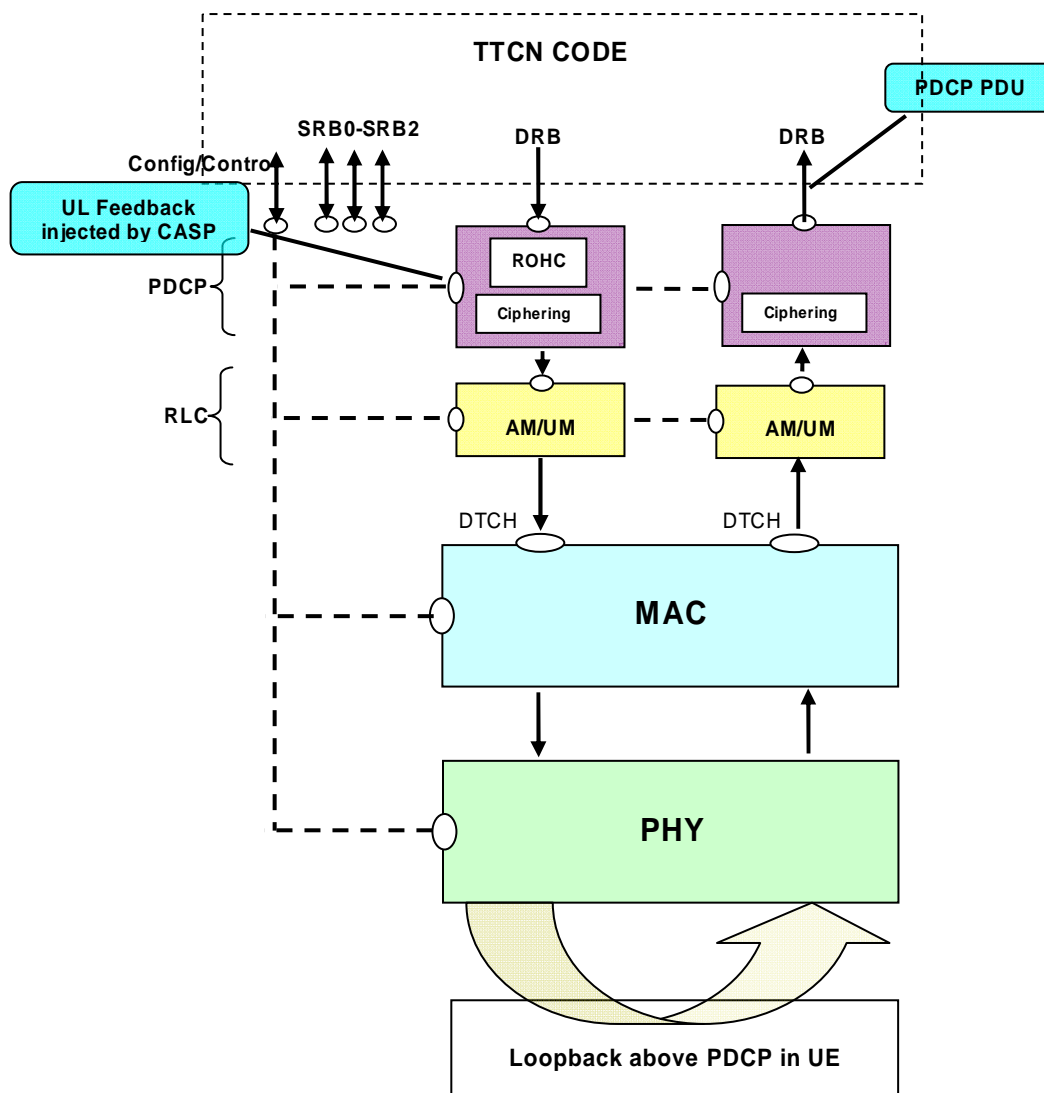 TTCN CODE
PDCP PDU
SRB0-SRB2
DRB
DRB
Config/Contro
UL Feedback
injected by CASP
ROHC
PDCP
Ciphering
Ciphering
RLC
AM/UM
AM/UM
DTCH
DTCH
MAC
PHY
Loopback above PDCP in UE